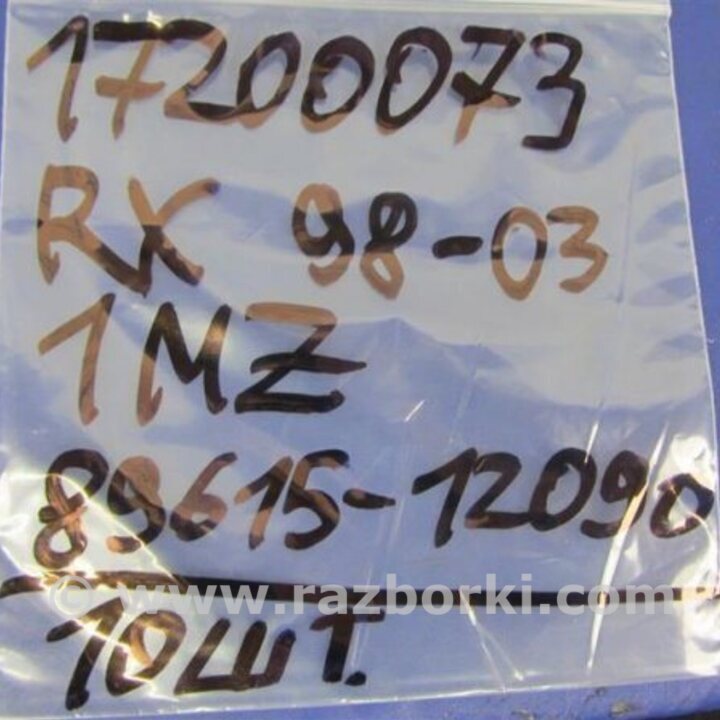 17200073
RX 98-03
1MZ
89615-12090
© www.razborki.com
10шт.